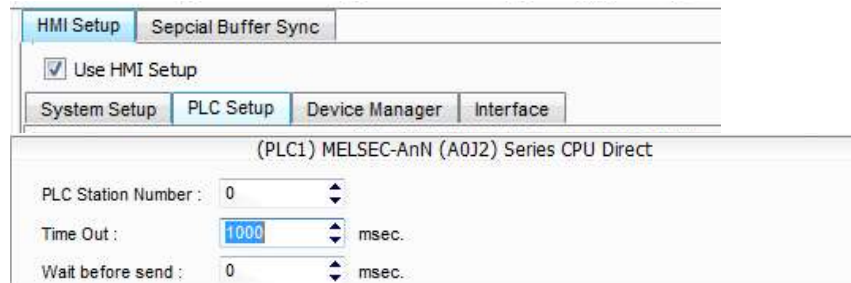 HMI Setup Sepcial Buffer Sync
Use HMI Setup
System Setup PLC Setup Device Manager Interface
(PLC1) MELSEC-AnN (A0J2) Series CPU Direct
PLC Station Number : 0
Time Out : 1000 msec.
Wait before send : 0 msec.